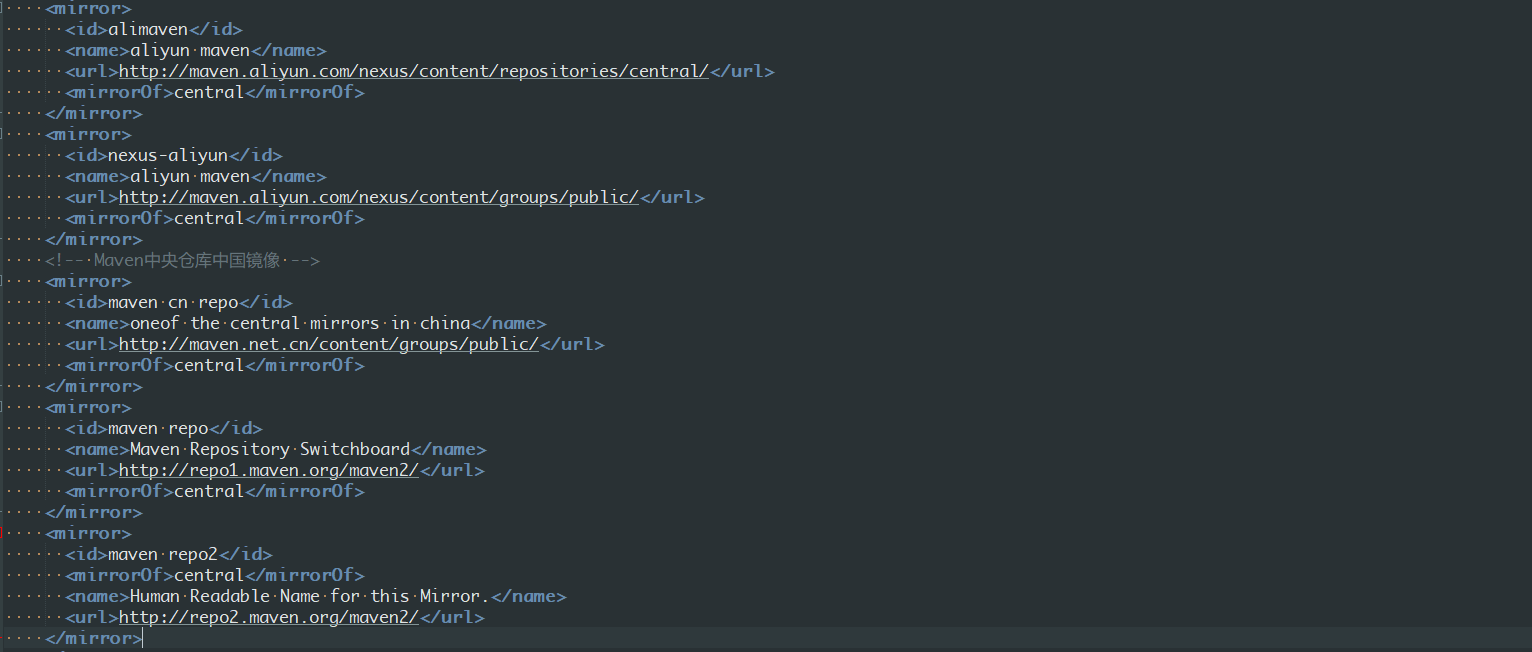 <mirror>
<id>alimaven</id>
<name>aliyun maven</name>
<url>http://maven.aliyun.com/nexus/content/repositories/central/</url>
<mirrorOf>central</mirrorOf>
</mirror>
<mirror>
<id>nexus-aliyun</id>
<name>aliyun maven</name>
<url>http://maven.aliyun.com/nexus/content/groups/public/</url>
<mirrorOf>central</mirrorOf>
</mirror>
<!-- Maven中央仓库中国镜像 -->
<mirror>
<id>maven cn repo</id>
<name>oneof the central mirrors in china</name>
<url>http://maven.net.cn/content/groups/public/</url>
<mirrorOf>central</mirrorOf>
</mirror>
<mirror>
<id>maven repo</id>
<name>Maven Repository Switchboard</name>
<url>http://repo1.maven.org/maven2/</url>
<mirrorOf>central</mirrorOf>
</mirror>
<mirror>
<id>maven repo2</id>
<mirrorOf>central</mirrorOf>
<name>Human Readable Name for this Mirror.</name>
<url>http://repo2.maven.org/maven2/</url>
</mirror>